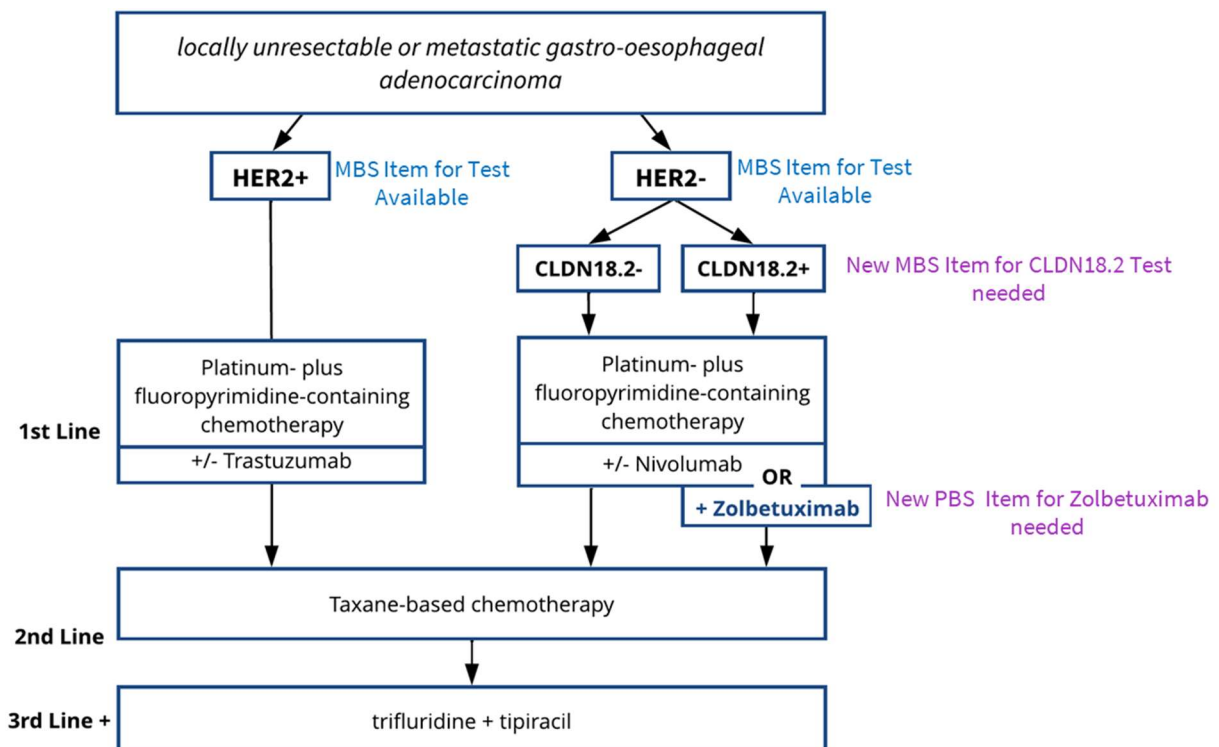 locally unresectable or metastatic gastro-oesophageal
adenocarcinoma
HER2+
MBS Item for Test
Available
HER2-
MBS Item for Test
Available
CLDN18.2-
CLDN18.2+
New MBS Item for CLDN18.2 Test
needed
1st Line
Platinum- plus
fluoropyrimidine-containing
chemotherapy
+/- Trastuzumab
Platinum- plus
fluoropyrimidine-containing
chemotherapy
+/- Nivolumab
OR
+ Zolbetuximab
New PBS Item for Zolbetuximab
needed
2nd Line
Taxane-based chemotherapy
3rd Line +
trifluridine + tipiracil